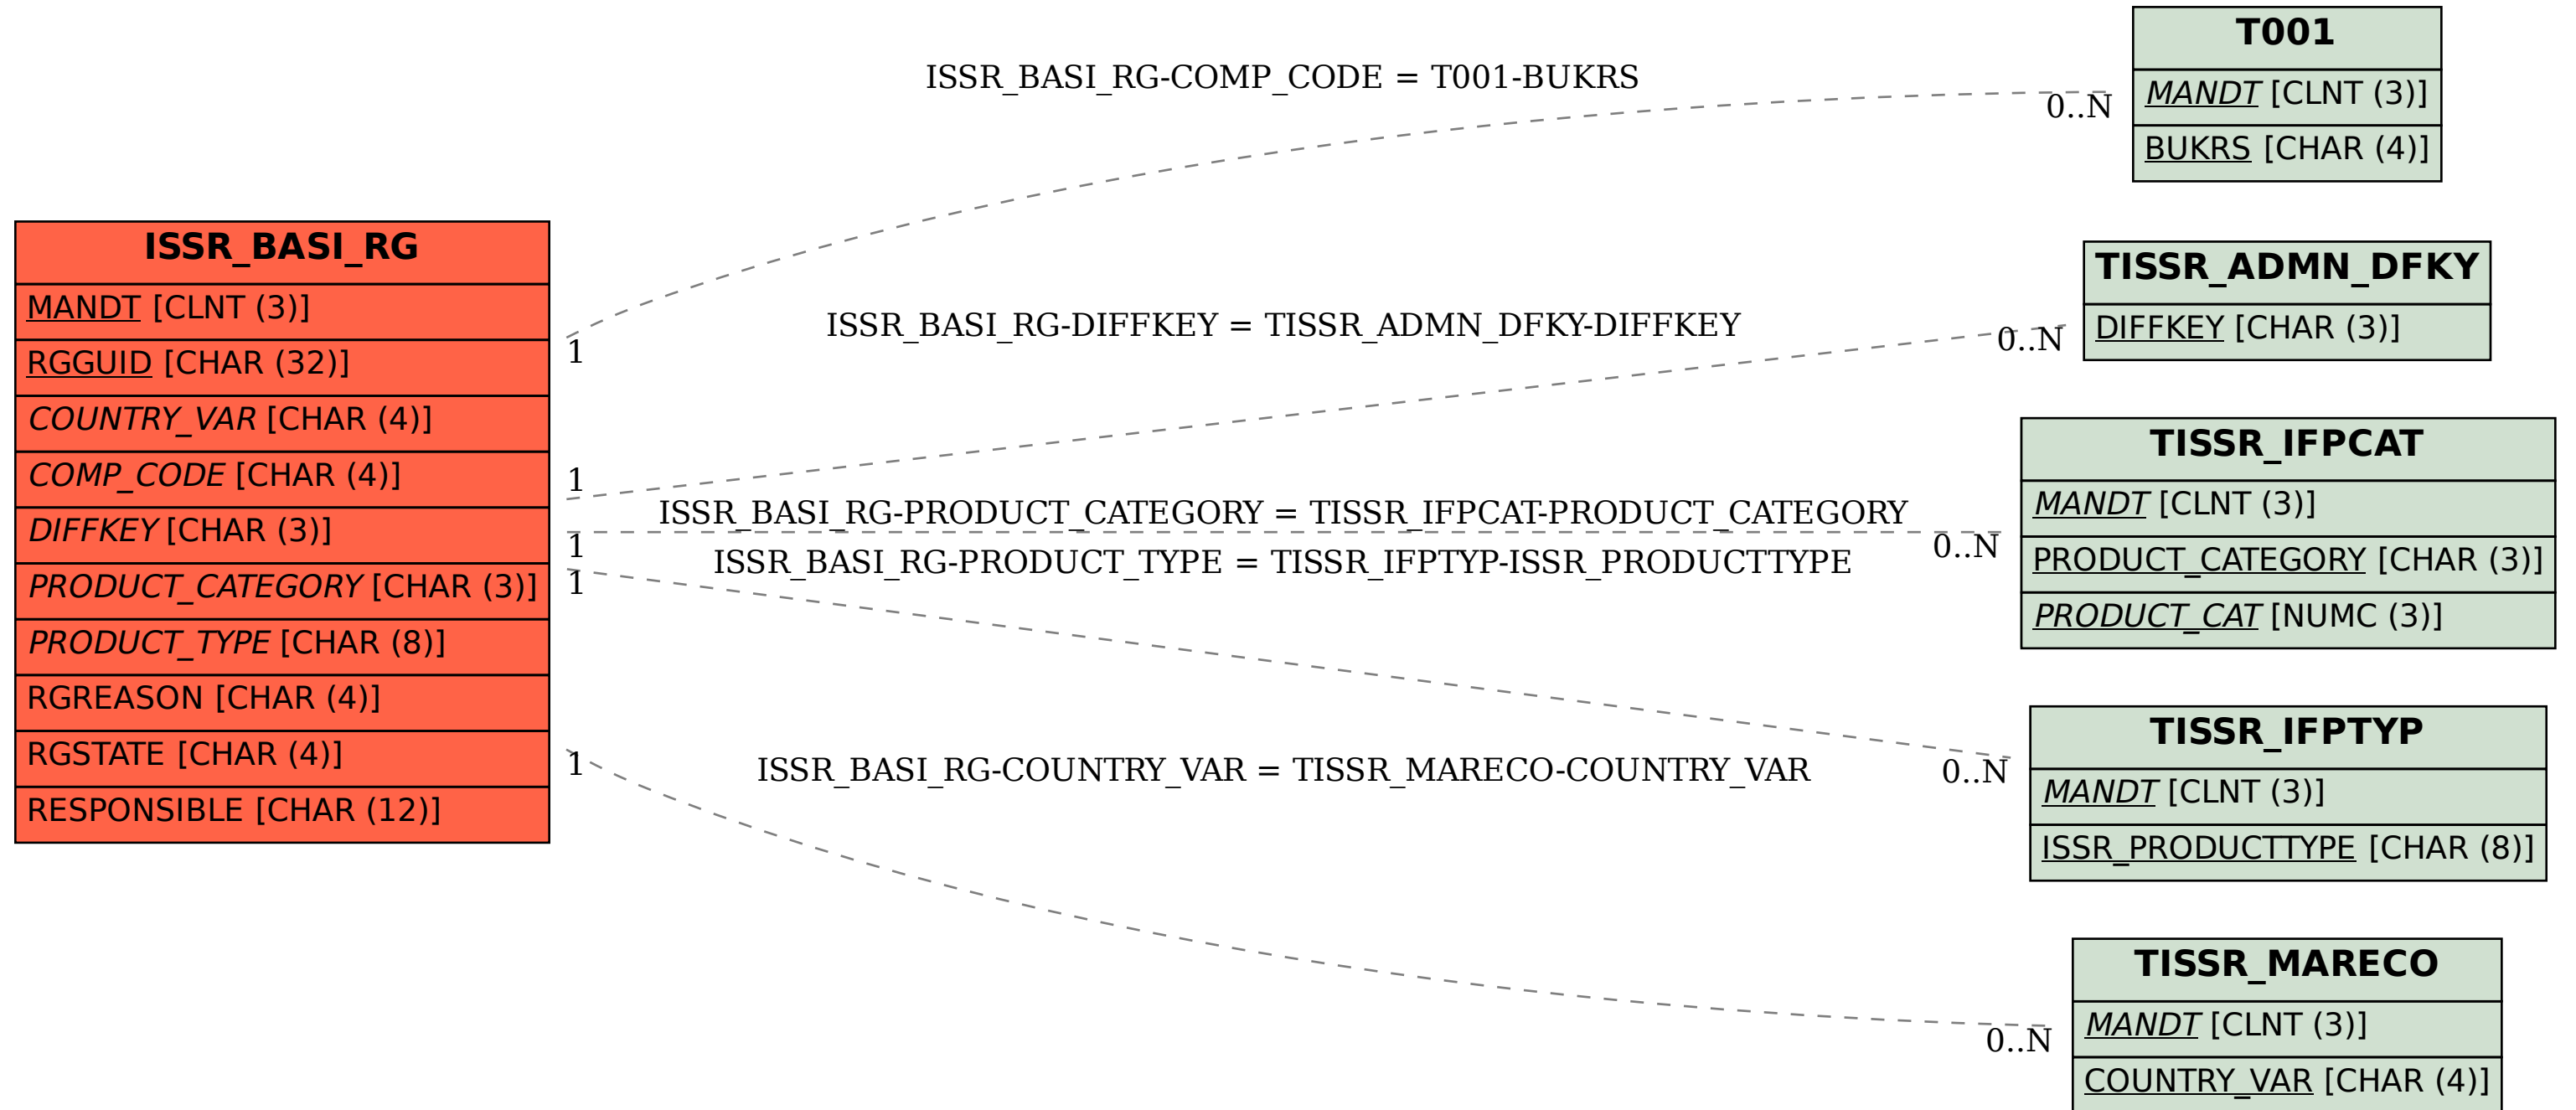 ISSR_BASI_RG
MANDT [CLNT (3)]
RGGUID [CHAR (32)]
COUNTRY_VAR [CHAR (4)]
COMP_CODE [CHAR (4)]
DIFFKEY [CHAR (3)]
PRODUCT_CATEGORY [CHAR (3)]
PRODUCT_TYPE [CHAR (8)]
RGREASON [CHAR (4)]
RGSTATE [CHAR (4)]
RESPONSIBLE [CHAR (12)]
ISSR_BASI_RG-COMP_CODE = T001-BUKRS
1
0..N
ISSR_BASI_RG-DIFFKEY = TISSR_ADMN_DFKY-DIFFKEY
1
0..N
ISSR_BASI_RG-PRODUCT_CATEGORY = TISSR_IFPCAT-PRODUCT_CATEGORY
1
0..N
ISSR_BASI_RG-PRODUCT_TYPE = TISSR_IFPTYP-ISSR_PRODUCTTYPE
1
0..N
ISSR_BASI_RG-COUNTRY_VAR = TISSR_MARECO-COUNTRY_VAR
1
0..N
T001
MANDT [CLNT (3)]
BUKRS [CHAR (4)]
TISSR_ADMN_DFKY
DIFFKEY [CHAR (3)]
TISSR_IFPCAT
MANDT [CLNT (3)]
PRODUCT_CATEGORY [CHAR (3)]
PRODUCT_CAT [NUMC (3)]
TISSR_IFPTYP
MANDT [CLNT (3)]
ISSR_PRODUCTTYPE [CHAR (8)]
TISSR_MARECO
MANDT [CLNT (3)]
COUNTRY_VAR [CHAR (4)]